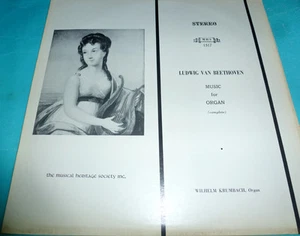 STEREO
LUDWIG VAN BEETHOVEN
MUSIC
for
ORGAN
(complete)
the musical heritage society inc.
WILHELM KRUMBACH, Organ